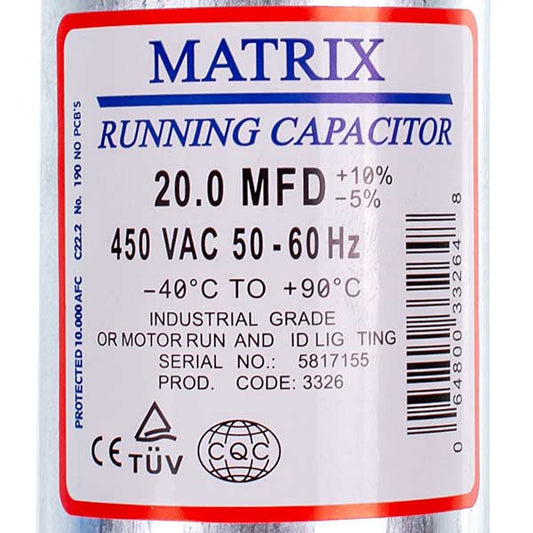 MATRIX
RUNNING CAPACITOR
20.0 MFD +10% -5%
450 VAC 50-60Hz
-40°C TO +90°C
INDUSTRIAL GRADE
OR MOTOR RUN AND ID LIG TING
SERIAL NO.: 5817155
PROD. CODE: 3326
CE TÜV CQC
PROTECTED 10.000 AFC C22.2 No. 190 NO PCB'S
0 64800 33264 8